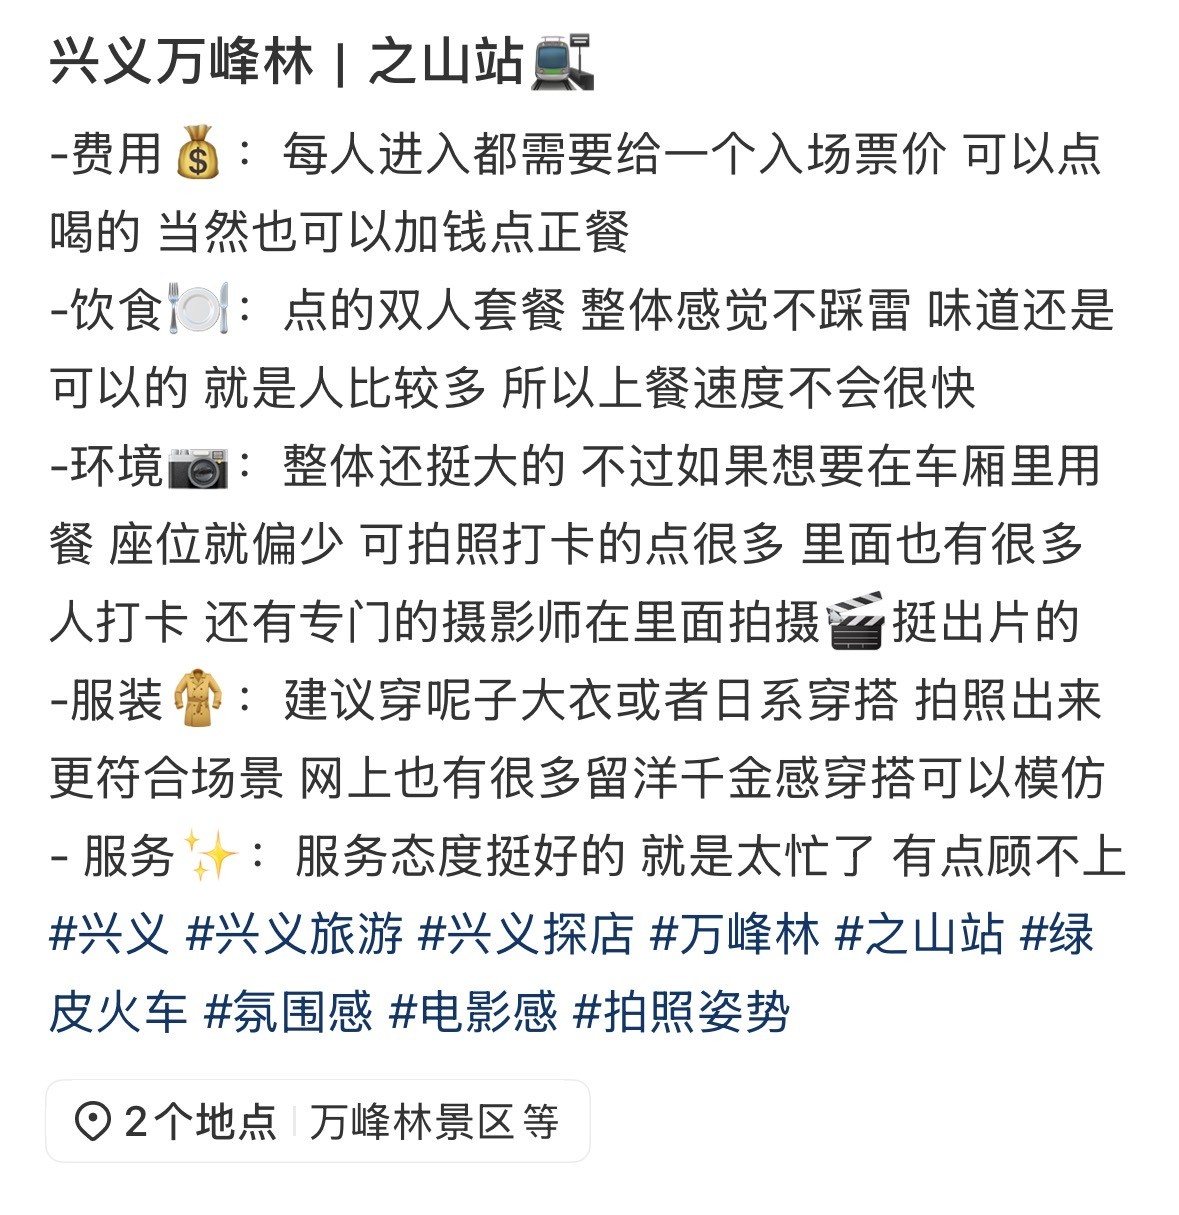 兴义万峰林 | 之山站🚉
-费用💰：每人进入都需要给一个入场票价 可以点
喝的 当然也可以加钱点正餐
-饮食🍽️：点的双人套餐 整体感觉不踩雷 味道还是
可以的 就是人比较多 所以上餐速度不会很快
-环境📷：整体还挺大的 不过如果想要在车厢里用
餐 座位就偏少 可拍照打卡的点很多 里面也有很多
人打卡 还有专门的摄影师在里面拍摄🎬挺出片的
-服装🧥：建议穿呢子大衣或者日系穿搭 拍照出来
更符合场景 网上也有很多留洋千金感穿搭可以模仿
- 服务✨：服务态度挺好的 就是太忙了 有点顾不上
#兴义 #兴义旅游 #兴义探店 #万峰林 #之山站 #绿
皮火车 #氛围感 #电影感 #拍照姿势
2个地点 | 万峰林景区 等